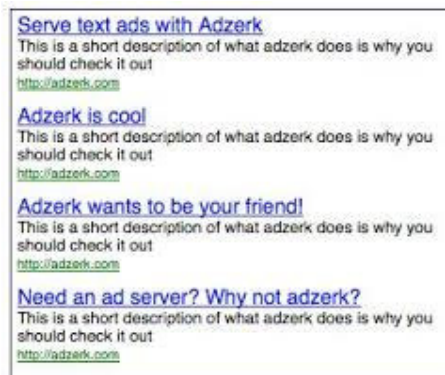 Serve text ads with Adzerk
This is a short description of what adzerk does is why you
should check it out
http://adzerk.com
Adzerk is cool
This is a short description of what adzerk does is why you
should check it out
http://adzerk.com
Adzerk wants to be your friend!
This is a short description of what adzerk does is why you
should check it out
http://adzerk.com
Need an ad server? Why not adzerk?
This is a short description of what adzerk does is why you
should check it out
http://adzerk.com